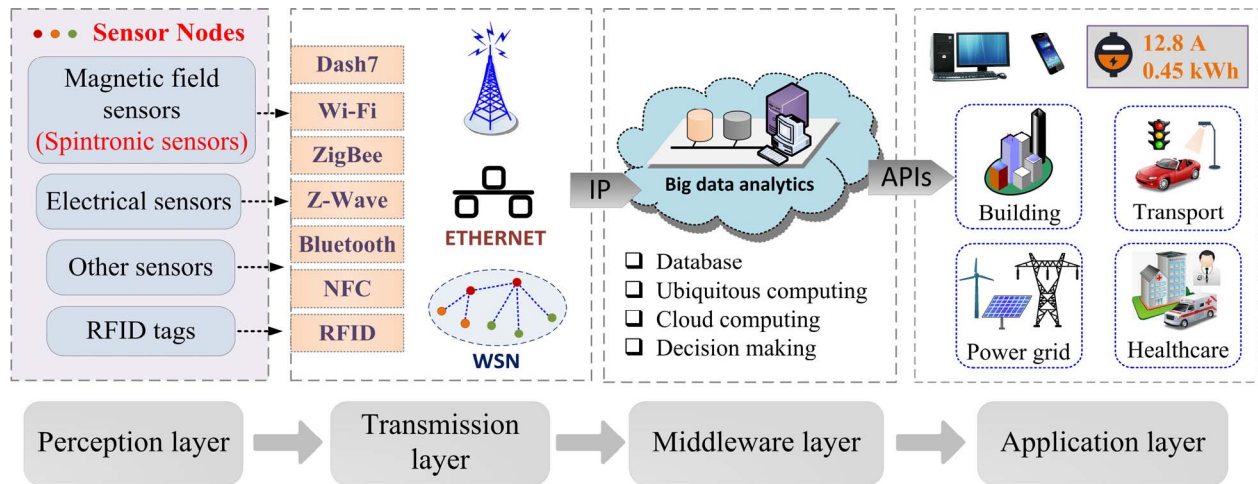 Sensor Nodes
Magnetic field
sensors
(Spintronic sensors)
Electrical sensors
Other sensors
RFID tags
Dash7
Wi-Fi
ZigBee
Z-Wave
Bluetooth
NFC
RFID
ETHERNET
WSN
IP
Big data analytics
Database
Ubiquitous computing
Cloud computing
Decision making
APIs
12.8 A
0.45 kWh
Building
Transport
Power grid
Healthcare
Perception layer
Transmission
layer
Middleware layer
Application layer